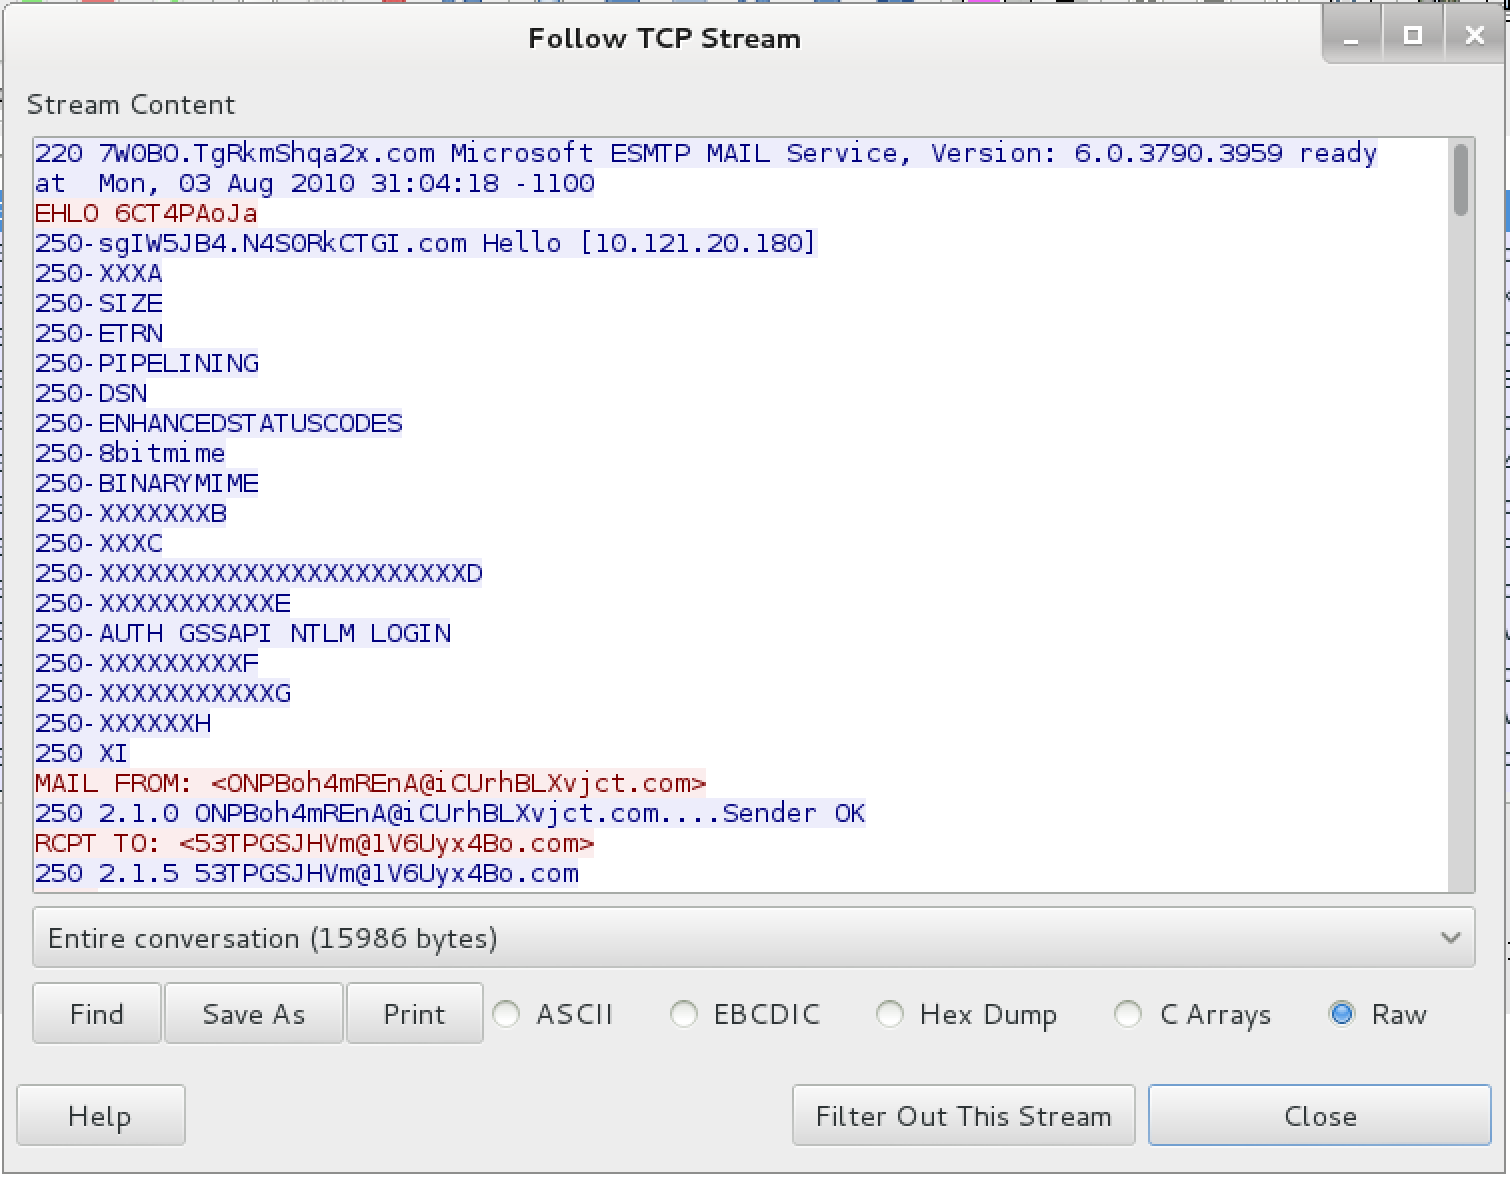 Follow TCP Stream
Stream Content
220 7W0BO.TgRkmShqa2x.com Microsoft ESMTP MAIL Service, Version: 6.0.3790.3959 ready
at  Mon, 03 Aug 2010 31:04:18 -1100
EHLO 6CT4PAoJa
250-sgIW5JB4.N4SORkCTGI.com Hello [10.121.20.180]
250-XXXA
250-SIZE
250-ETRN
250-PIPELINING
250-DSN
250-ENHANCEDSTATUSCODES
250-8bitmime
250-BINARYMIME
250-XXXXXXXB
250-XXXC
250-XXXXXXXXXXXXXXXXXXXXXXXD
250-XXXXXXXXXXXE
250-AUTH GSSAPI NTLM LOGIN
250-XXXXXXXXXF
250-XXXXXXXXXXXG
250-XXXXXXH
250 XI
MAIL FROM: <ONPBoh4mREnA@iCUrhBLXvjct.com>
250 2.1.0 ONPBoh4mREnA@iCUrhBLXvjct.com....Sender OK
RCPT TO: <53TPGSJHVm@lV6Uyx4Bo.com>
250 2.1.5 53TPGSJHVm@lV6Uyx4Bo.com
Entire conversation (15986 bytes)
Find Save As Print ASCII EBCDIC Hex Dump C Arrays Raw
Help Filter Out This Stream Close